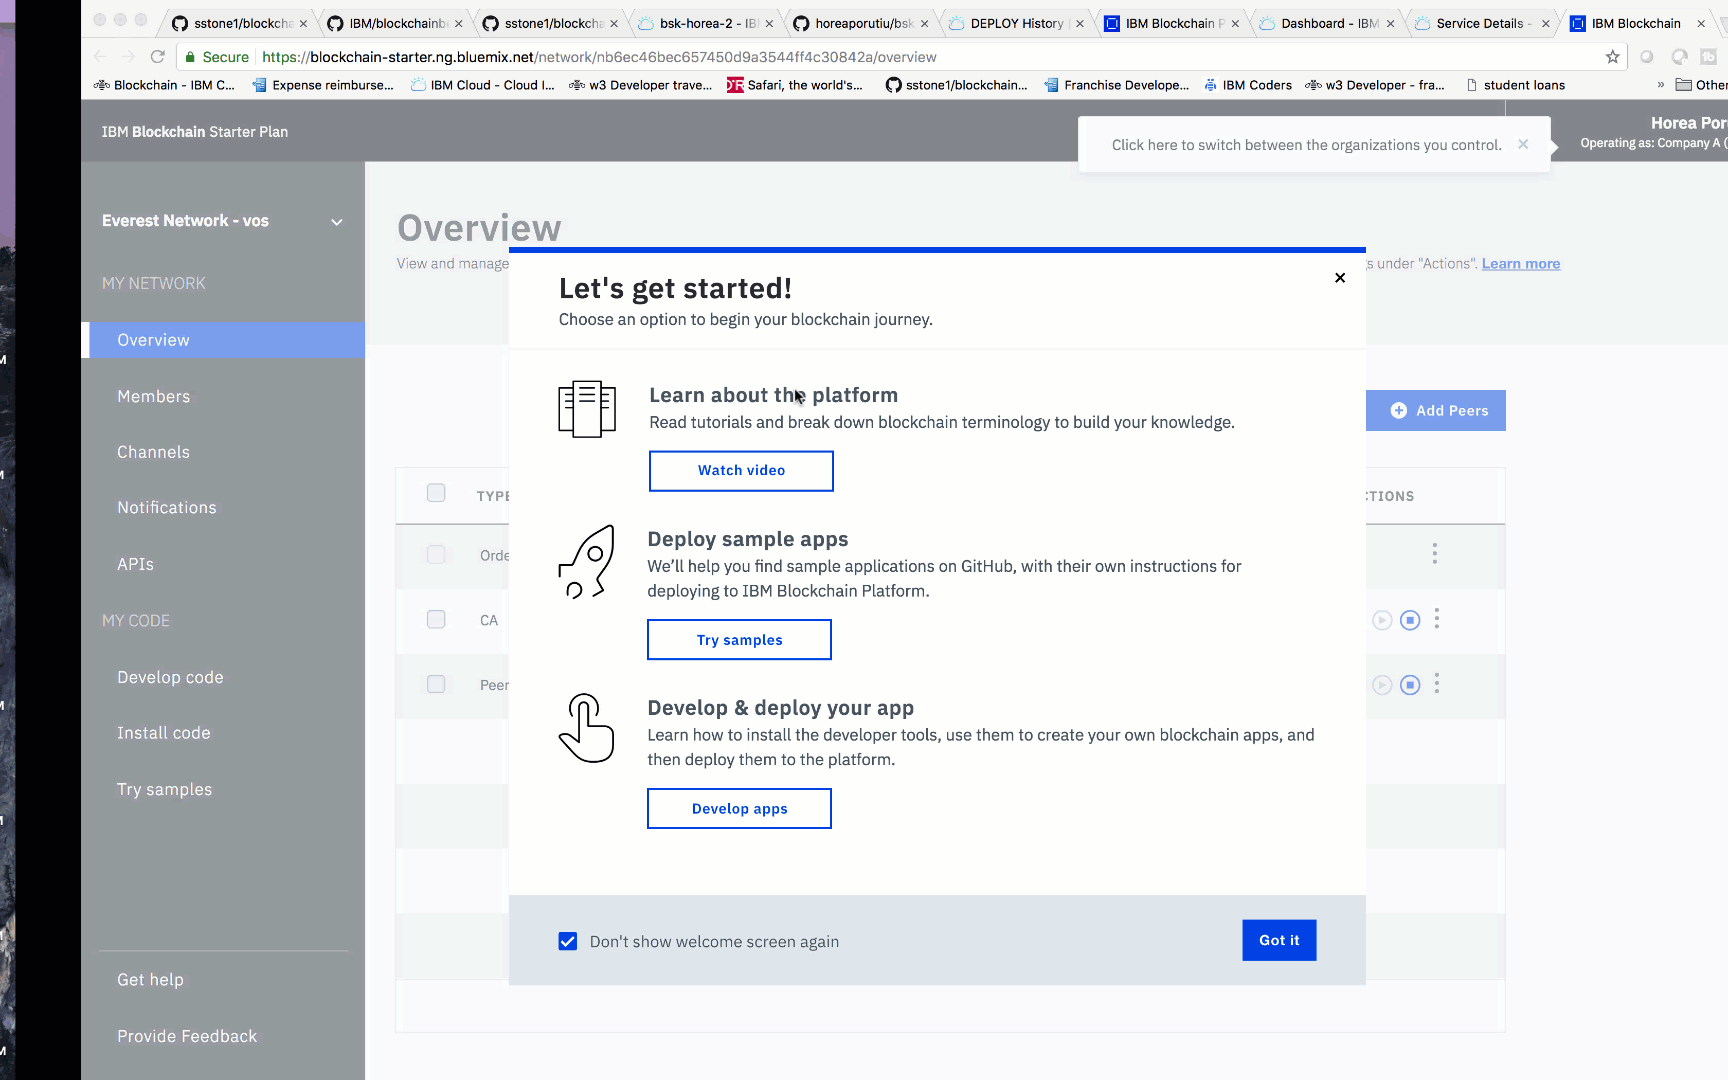 sstone1/blockcha
IBM/blockchainbe
sstone1/blockcha
bsk-horea-2 - IB
horeaporutiu/bsk
DEPLOY History |
IBM Blockchain P
Dashboard - IBM
Service Details -
IBM Blockchain
Secure https://blockchain-starter.ng.bluemix.net/network/nb6ec46bec657450d9a3544ff4c30842a/overview
Blockchain - IBM C...
Expense reimburse...
IBM Cloud - Cloud I...
w3 Developer trave...
Safari, the world's...
sstone1/blockchain...
Franchise Develope...
IBM Coders
w3 Developer - fra...
student loans
»
Other
IBM Blockchain Starter Plan
Click here to switch between the organizations you control.
Horea Por
Operating as: Company A (
Everest Network - vos
MY NETWORK
Overview
Members
Channels
Notifications
APIs
MY CODE
Develop code
Install code
Try samples
Get help
Provide Feedback
Overview
View and manage
s under "Actions". Learn more
Add Peers
TYPE
CTIONS
Orde
CA
Peer
Let's get started!
Choose an option to begin your blockchain journey.
Learn about the platform
Read tutorials and break down blockchain terminology to build your knowledge.
Watch video
Deploy sample apps
We'll help you find sample applications on GitHub, with their own instructions for
deploying to IBM Blockchain Platform.
Try samples
Develop & deploy your app
Learn how to install the developer tools, use them to create your own blockchain apps, and
then deploy them to the platform.
Develop apps
Don't show welcome screen again
Got it